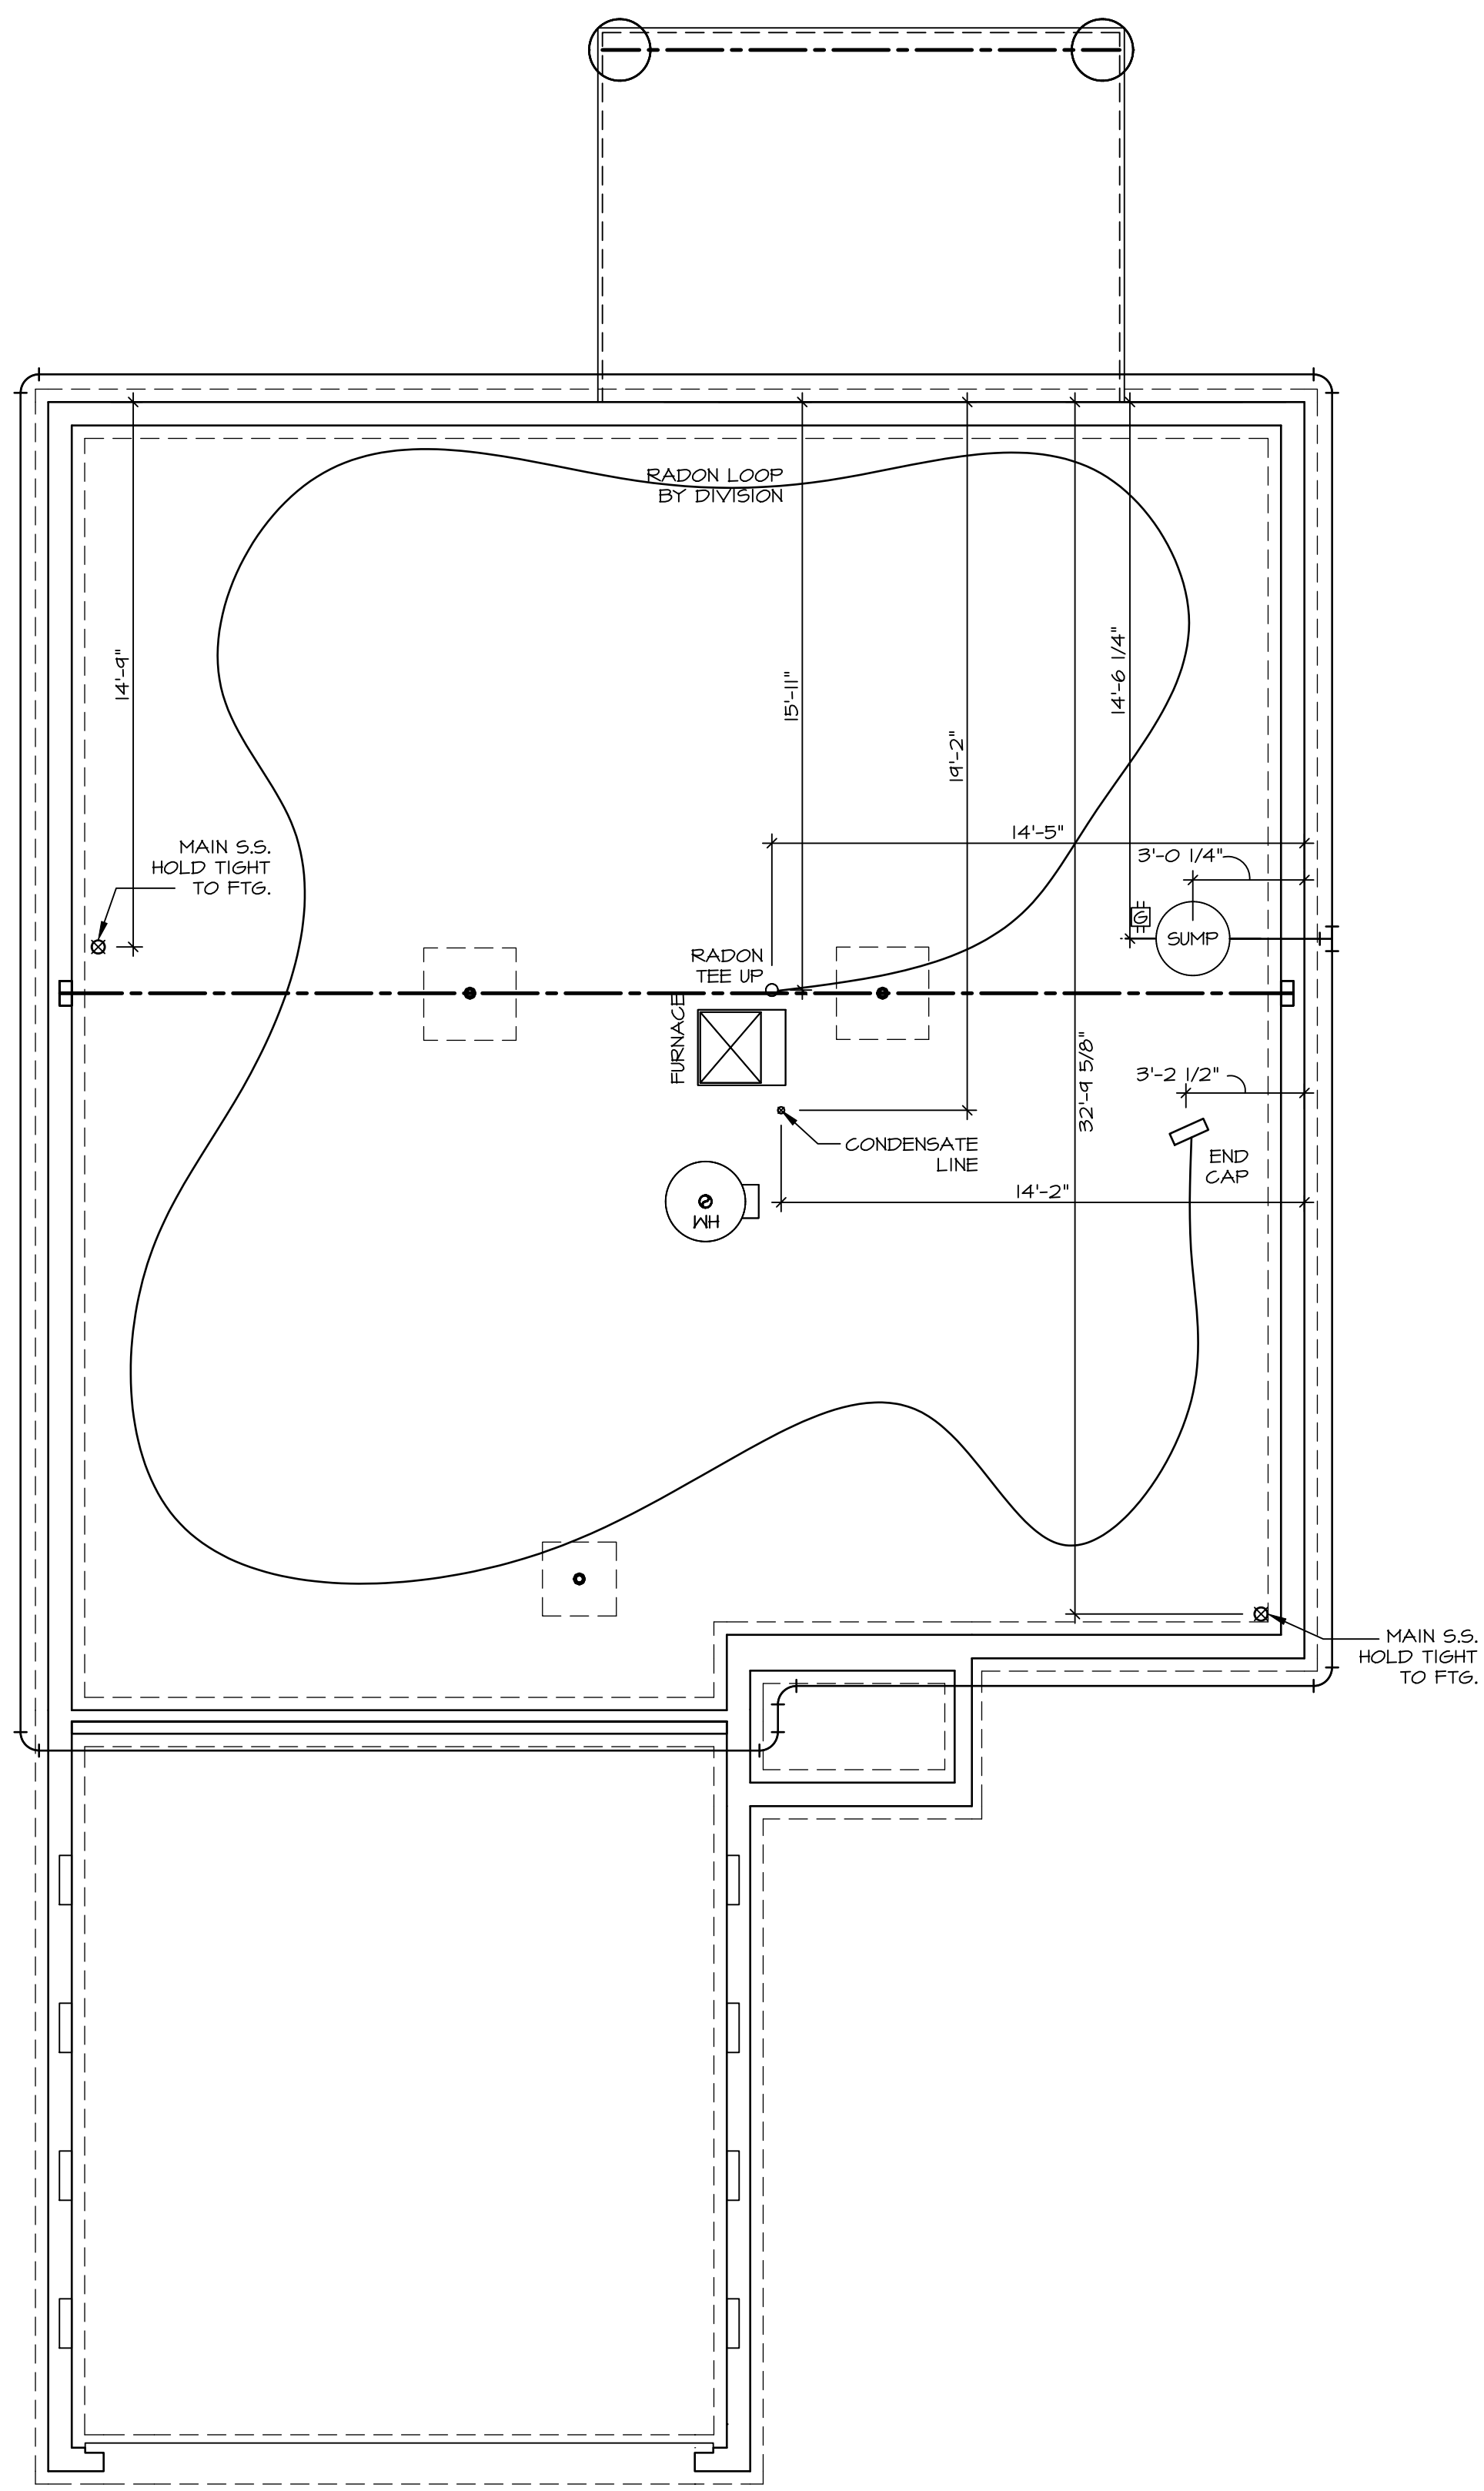 RADON LOOP
BY DIVISION
14'-9"
15'-11"
14'-6 1/4"
19'-2"
14'-5"
MAIN S.S.
HOLD TIGHT
TO FTG.
3'-0 1/4"
G
SUMP
RADON
TEE UP
FURNACE
32'-9 5/8"
3'-2 1/2"
CONDENSATE
LINE
END
CAP
14'-2"
WH
MAIN S.S.
HOLD TIGHT
TO FTG.